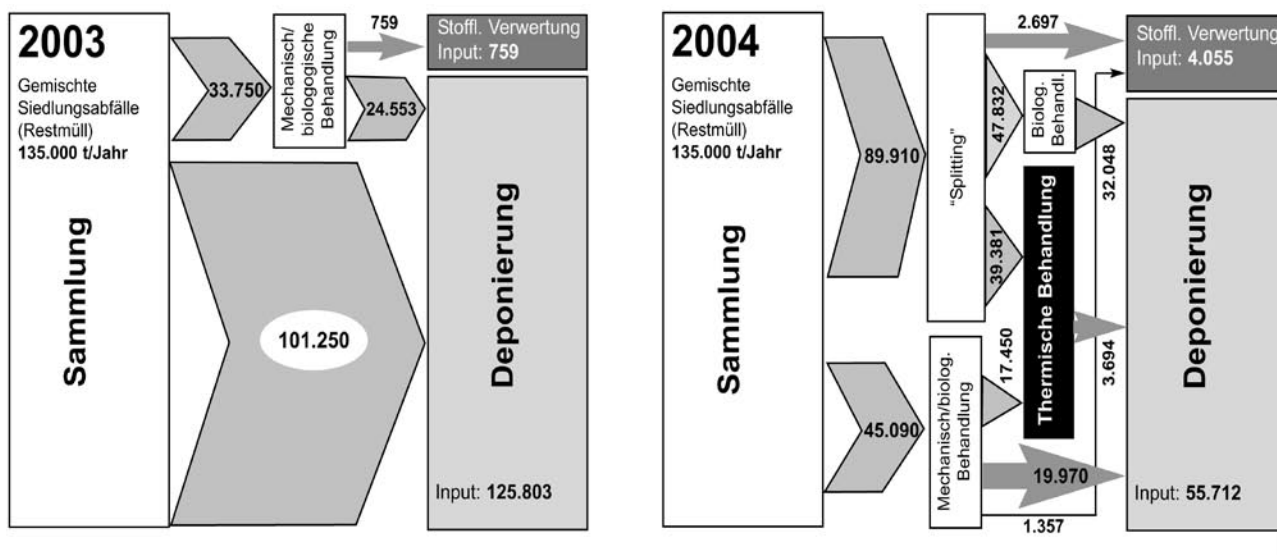 2003
Gemischte
Siedlungsabfälle
(Restmüll)
135.000 t/Jahr
Sammlung
33.750
Mechanisch/
biologogische
Behandlung
759
24.553
101.250
Stoffl. Verwertung
Input: 759
Deponierung
Input: 125.803
2004
Gemischte
Siedlungsabfälle
(Restmüll)
135.000 t/Jahr
Sammlung
89.910
45.090
"Splitting"
Mechanisch/biolog.
Behandlung
2.697
47.832
39.381
17.450
Biolog.
Behandl.
Thermische Behandlung
32.048
3.694
19.970
1.357
Stoffl. Verwertung
Input: 4.055
Deponierung
Input: 55.712